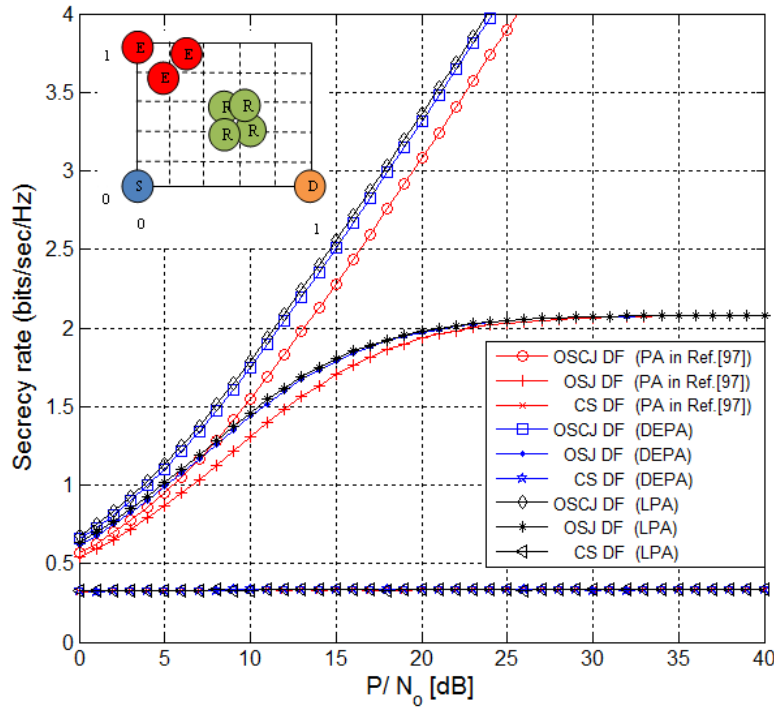 4
3.5
3
2.5
2
1.5
1
0.5
0
Secrecy rate (bits/sec/Hz)
1
E
E
E
R
R
R
R
S
D
0
0
1
OSCJ DF (PA in Ref.[97])
OSJ DF (PA in Ref.[97])
CS DF (PA in Ref.[97])
OSCJ DF (DEPA)
OSJ DF (DEPA)
CS DF (DEPA)
OSCJ DF (LPA)
OSJ DF (LPA)
CS DF (LPA)
0 5 10 15 20 25 30 35 40
P/ No [dB]